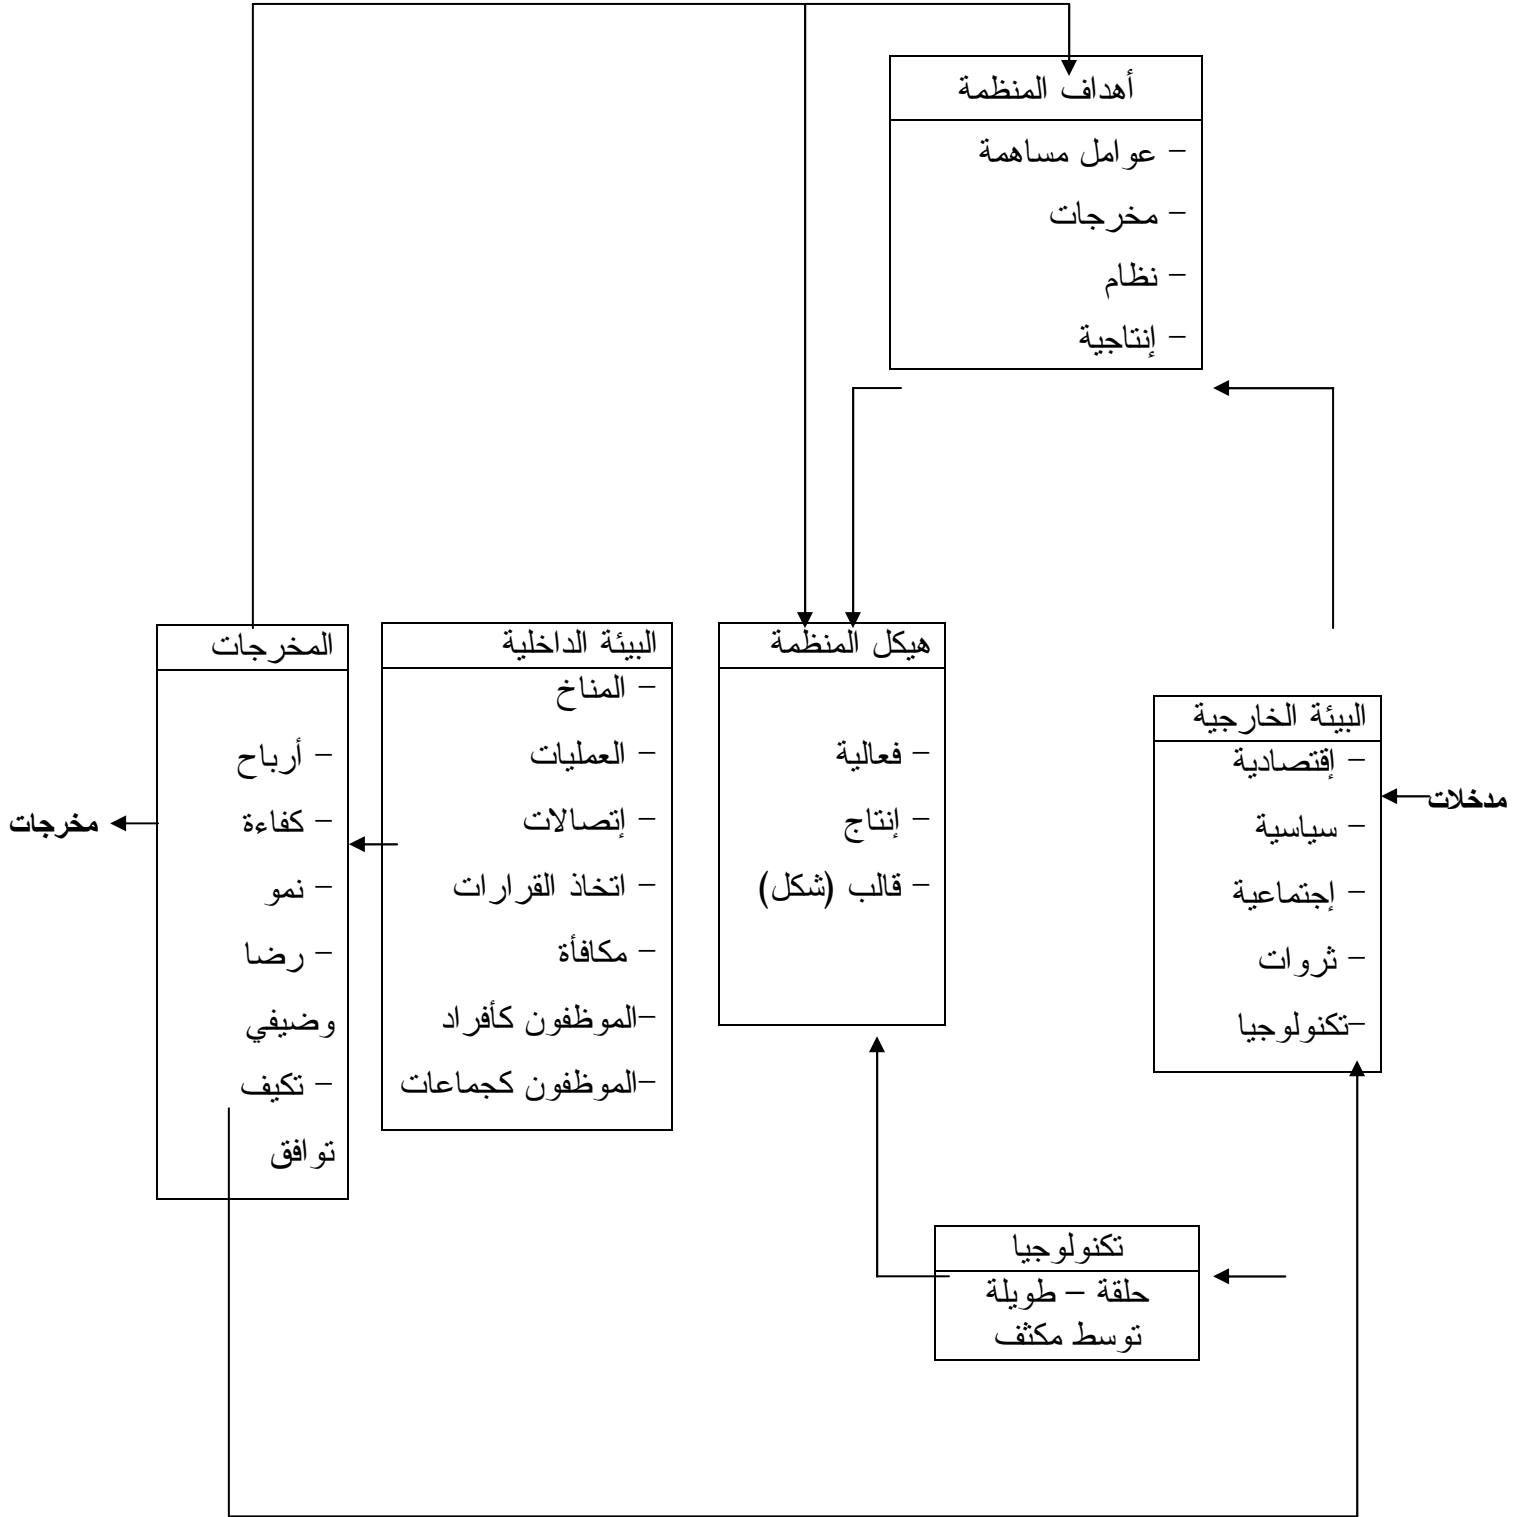 أهداف المنظمة
– عوامل مساهمة
– مخرجات
– نظام
– إنتاجية
مدخلات
البيئة الخارجية
– إقتصادية
– سياسية
– إجتماعية
– ثروات
–تكنولوجيا
هيكل المنظمة
– فعالية
– إنتاج
– قالب (شكل)
البيئة الداخلية
– المناخ
– العمليات
– إتصالات
– اتخاذ القرارات
– مكافأة
–الموظفون كأفراد
–الموظفون كجماعات
المخرجات
– أرباح
– كفاءة
– نمو
– رضا
وضيفي
– تكيف
توافق
مخرجات
تكنولوجيا
حلقة – طويلة
توسط مكثف